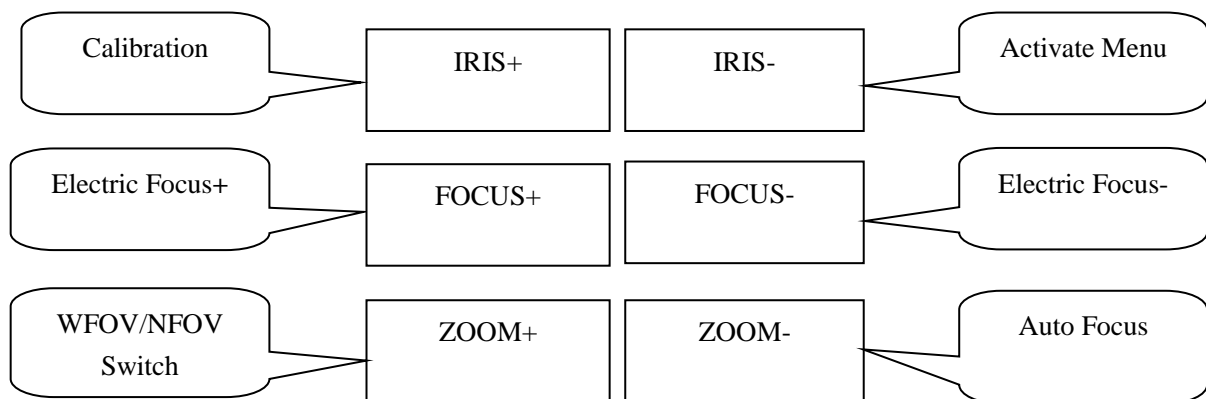 Calibration
IRIS+
IRIS-
Activate Menu
Electric Focus+
FOCUS+
FOCUS-
Electric Focus-
WFOV/NFOV
Switch
ZOOM+
ZOOM-
Auto Focus